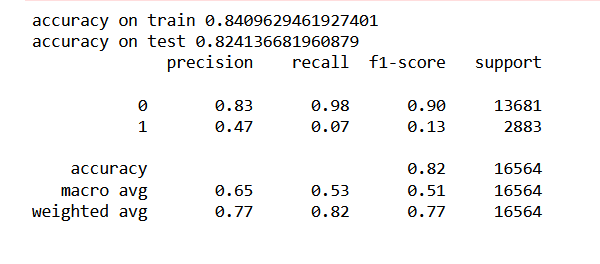 accuracy on train 0.8409629461927401
accuracy on test 0.824136681960879
precision recall f1-score support
0 0.83 0.98 0.90 13681
1 0.47 0.07 0.13 2883
accuracy 0.82 16564
macro avg 0.65 0.53 0.51 16564
weighted avg 0.77 0.82 0.77 16564